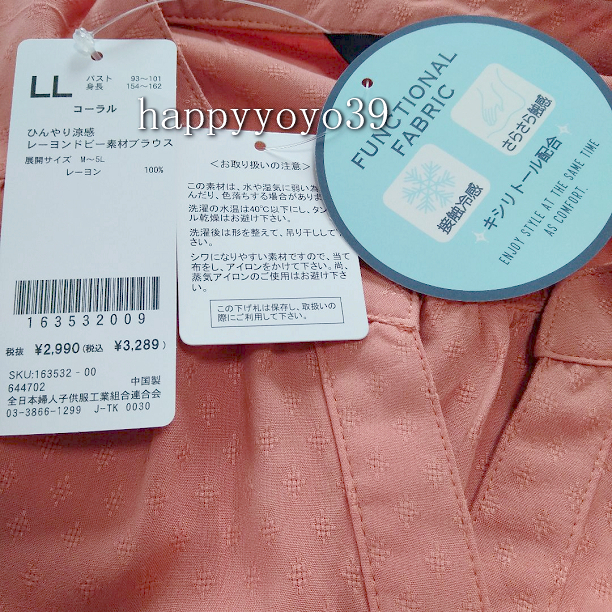 LL バスト 93〜101
身長 154〜162
コーラル
ひんやり涼感
レーヨンドビー素材ブラウス
展開サイズ M〜5L
レーヨン 100%
163532009
税抜 ¥2,990(税込 ¥3,289)
SKU:163532-00
644702 中国製
全日本婦人子供服工業組合連合会
03-3866-1299 J-TK 0030
happyyoyo39
<お取り扱いの注意>
この素材は、水や湿気に弱い為
んだり、色落ちする場合があり
洗濯の水温は40℃以下にし、タン
ル乾燥はお避け下さい。
洗濯後は形を整えて、吊り干しして
さい。
シワになりやすい素材ですので、当て
布をし、アイロンをかけて下さい。尚、
蒸気アイロンのご使用はお避け下さ
い。
この下げ札は保存し、取扱いの
際にご利用して下さい。
FUNCTIONAL
FABRIC
接触冷感
さらさら触感
キシリトール配合
ENJOY STYLE AT THE SAME TIME
AS COMFORT.